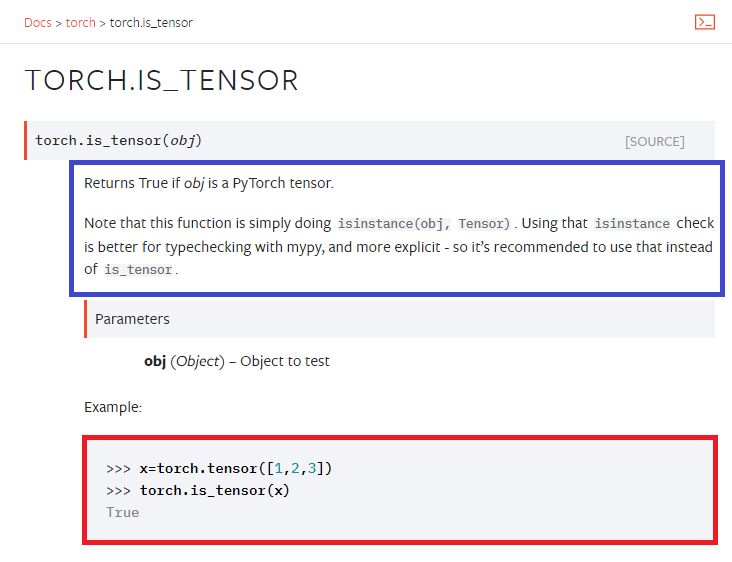 Docs > torch > torch.is_tensor
>_
TORCH.IS_TENSOR
torch.is_tensor(obj) [SOURCE]
Returns True if obj is a PyTorch tensor.
Note that this function is simply doing isinstance(obj, Tensor). Using that isinstance check
is better for typechecking with mypy, and more explicit - so it’s recommended to use that instead
of is_tensor.
Parameters
obj (Object) – Object to test
Example:
>>> x=torch.tensor([1,2,3])
>>> torch.is_tensor(x)
True